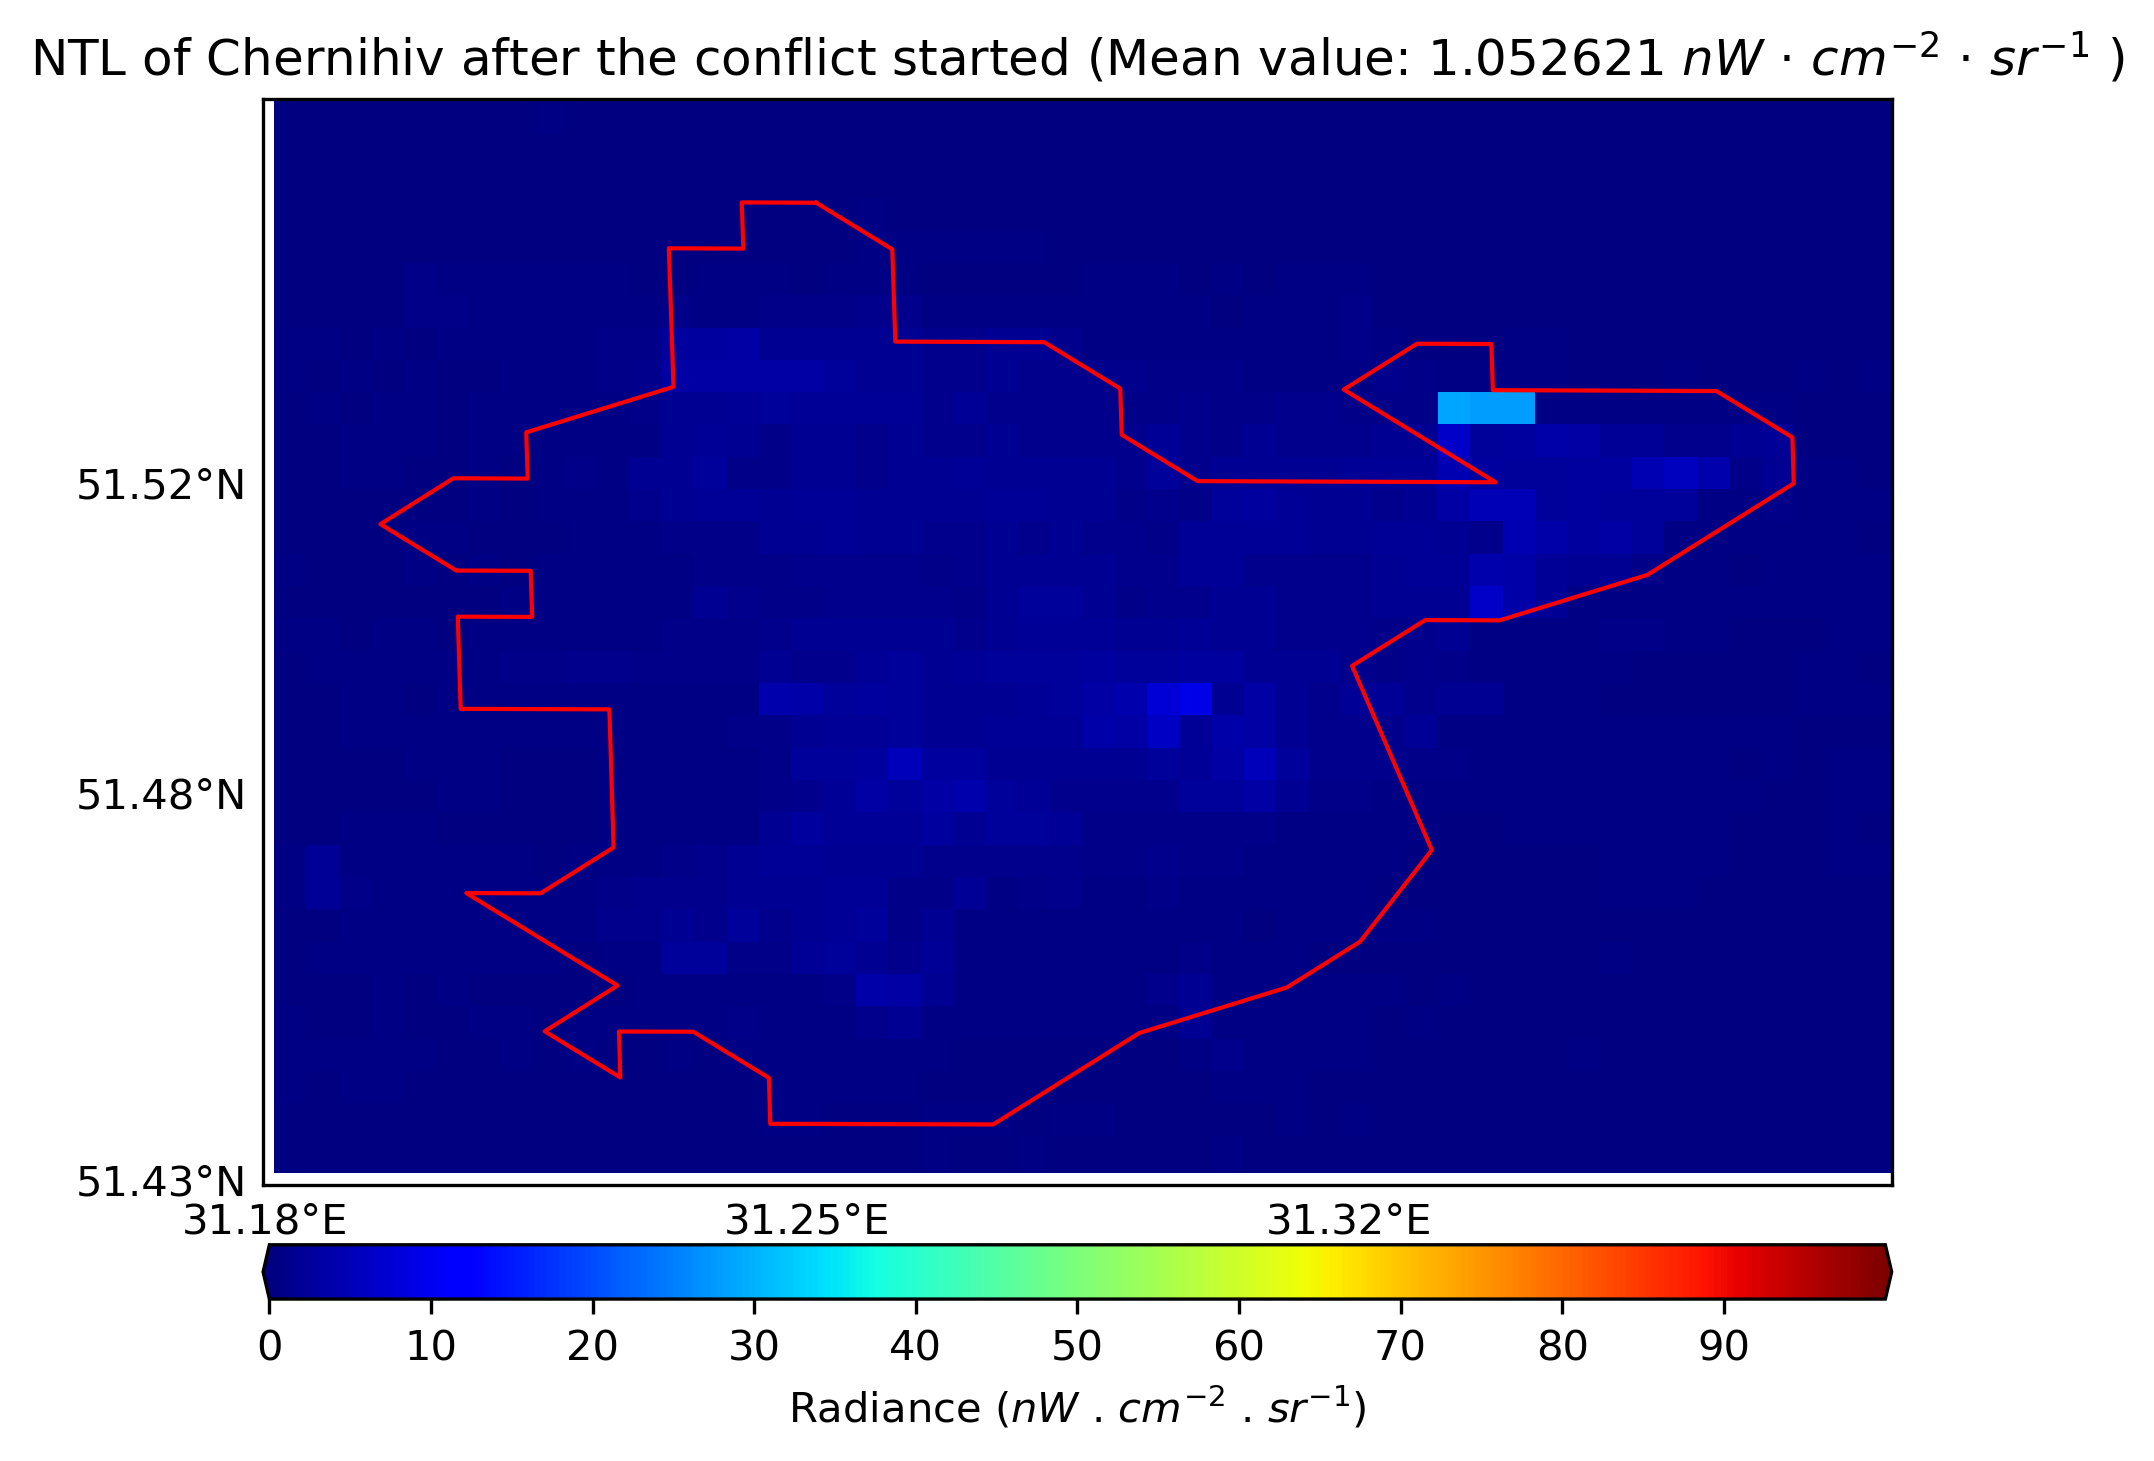 NTL of Chernihiv after the conflict started (Mean value: 1.052621 nW · cm⁻² · sr⁻¹ )
51.52°N
51.48°N
51.43°N
31.18°E 31.25°E 31.32°E
0 10 20 30 40 50 60 70 80 90
Radiance (nW . cm⁻² . sr⁻¹)